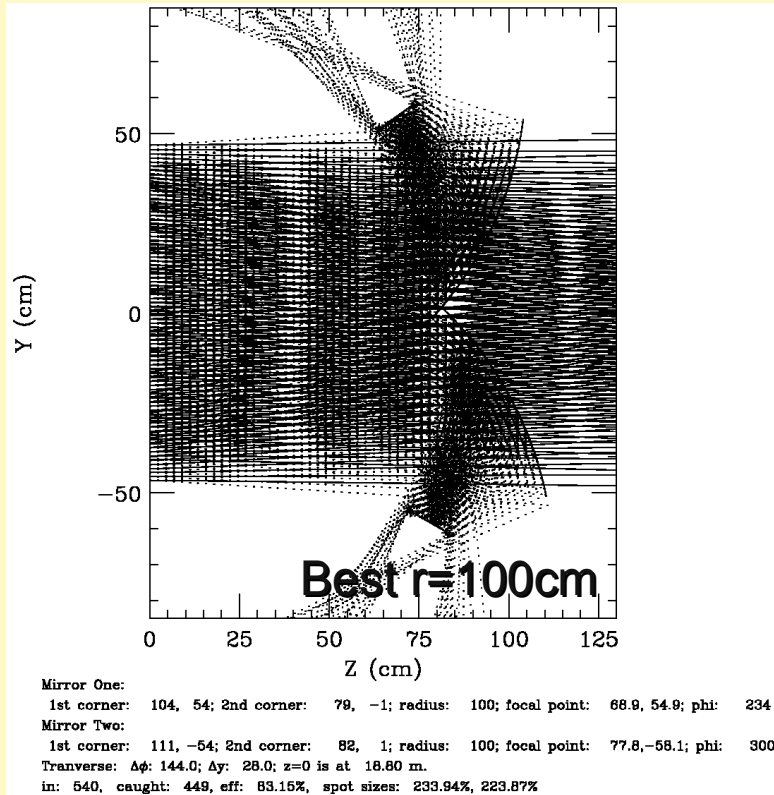 50
0
−50
Y (cm)
Best r=100cm
0 25 50 75 100 125
Z (cm)
Mirror One:
1st corner: 104, 54; 2nd corner: 79, −1; radius: 100; focal point: 68.9, 54.9; phi: 234
Mirror Two:
1st corner: 111, −54; 2nd corner: 82, 1; radius: 100; focal point: 77.8,−58.1; phi: 300
Tranverse: Δϕ: 144.0; Δy: 28.0; z=0 is at 18.80 m.
in: 540, caught: 449, eff: 83.15%, spot sizes: 233.94%, 223.87%